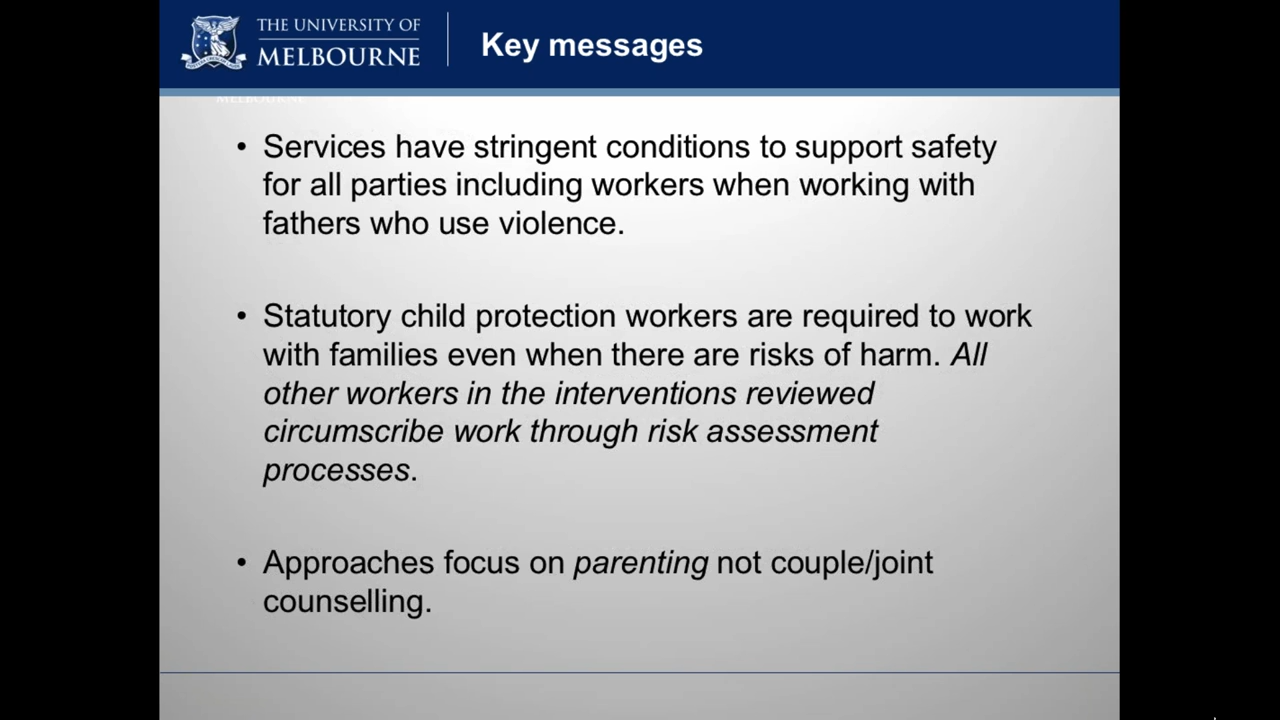 THE UNIVERSITY OF
MELBOURNE
Key messages
MELBOURNE
• Services have stringent conditions to support safety
for all parties including workers when working with
fathers who use violence.
• Statutory child protection workers are required to work
with families even when there are risks of harm. All
other workers in the interventions reviewed
circumscribe work through risk assessment
processes.
• Approaches focus on parenting not couple/joint
counselling.